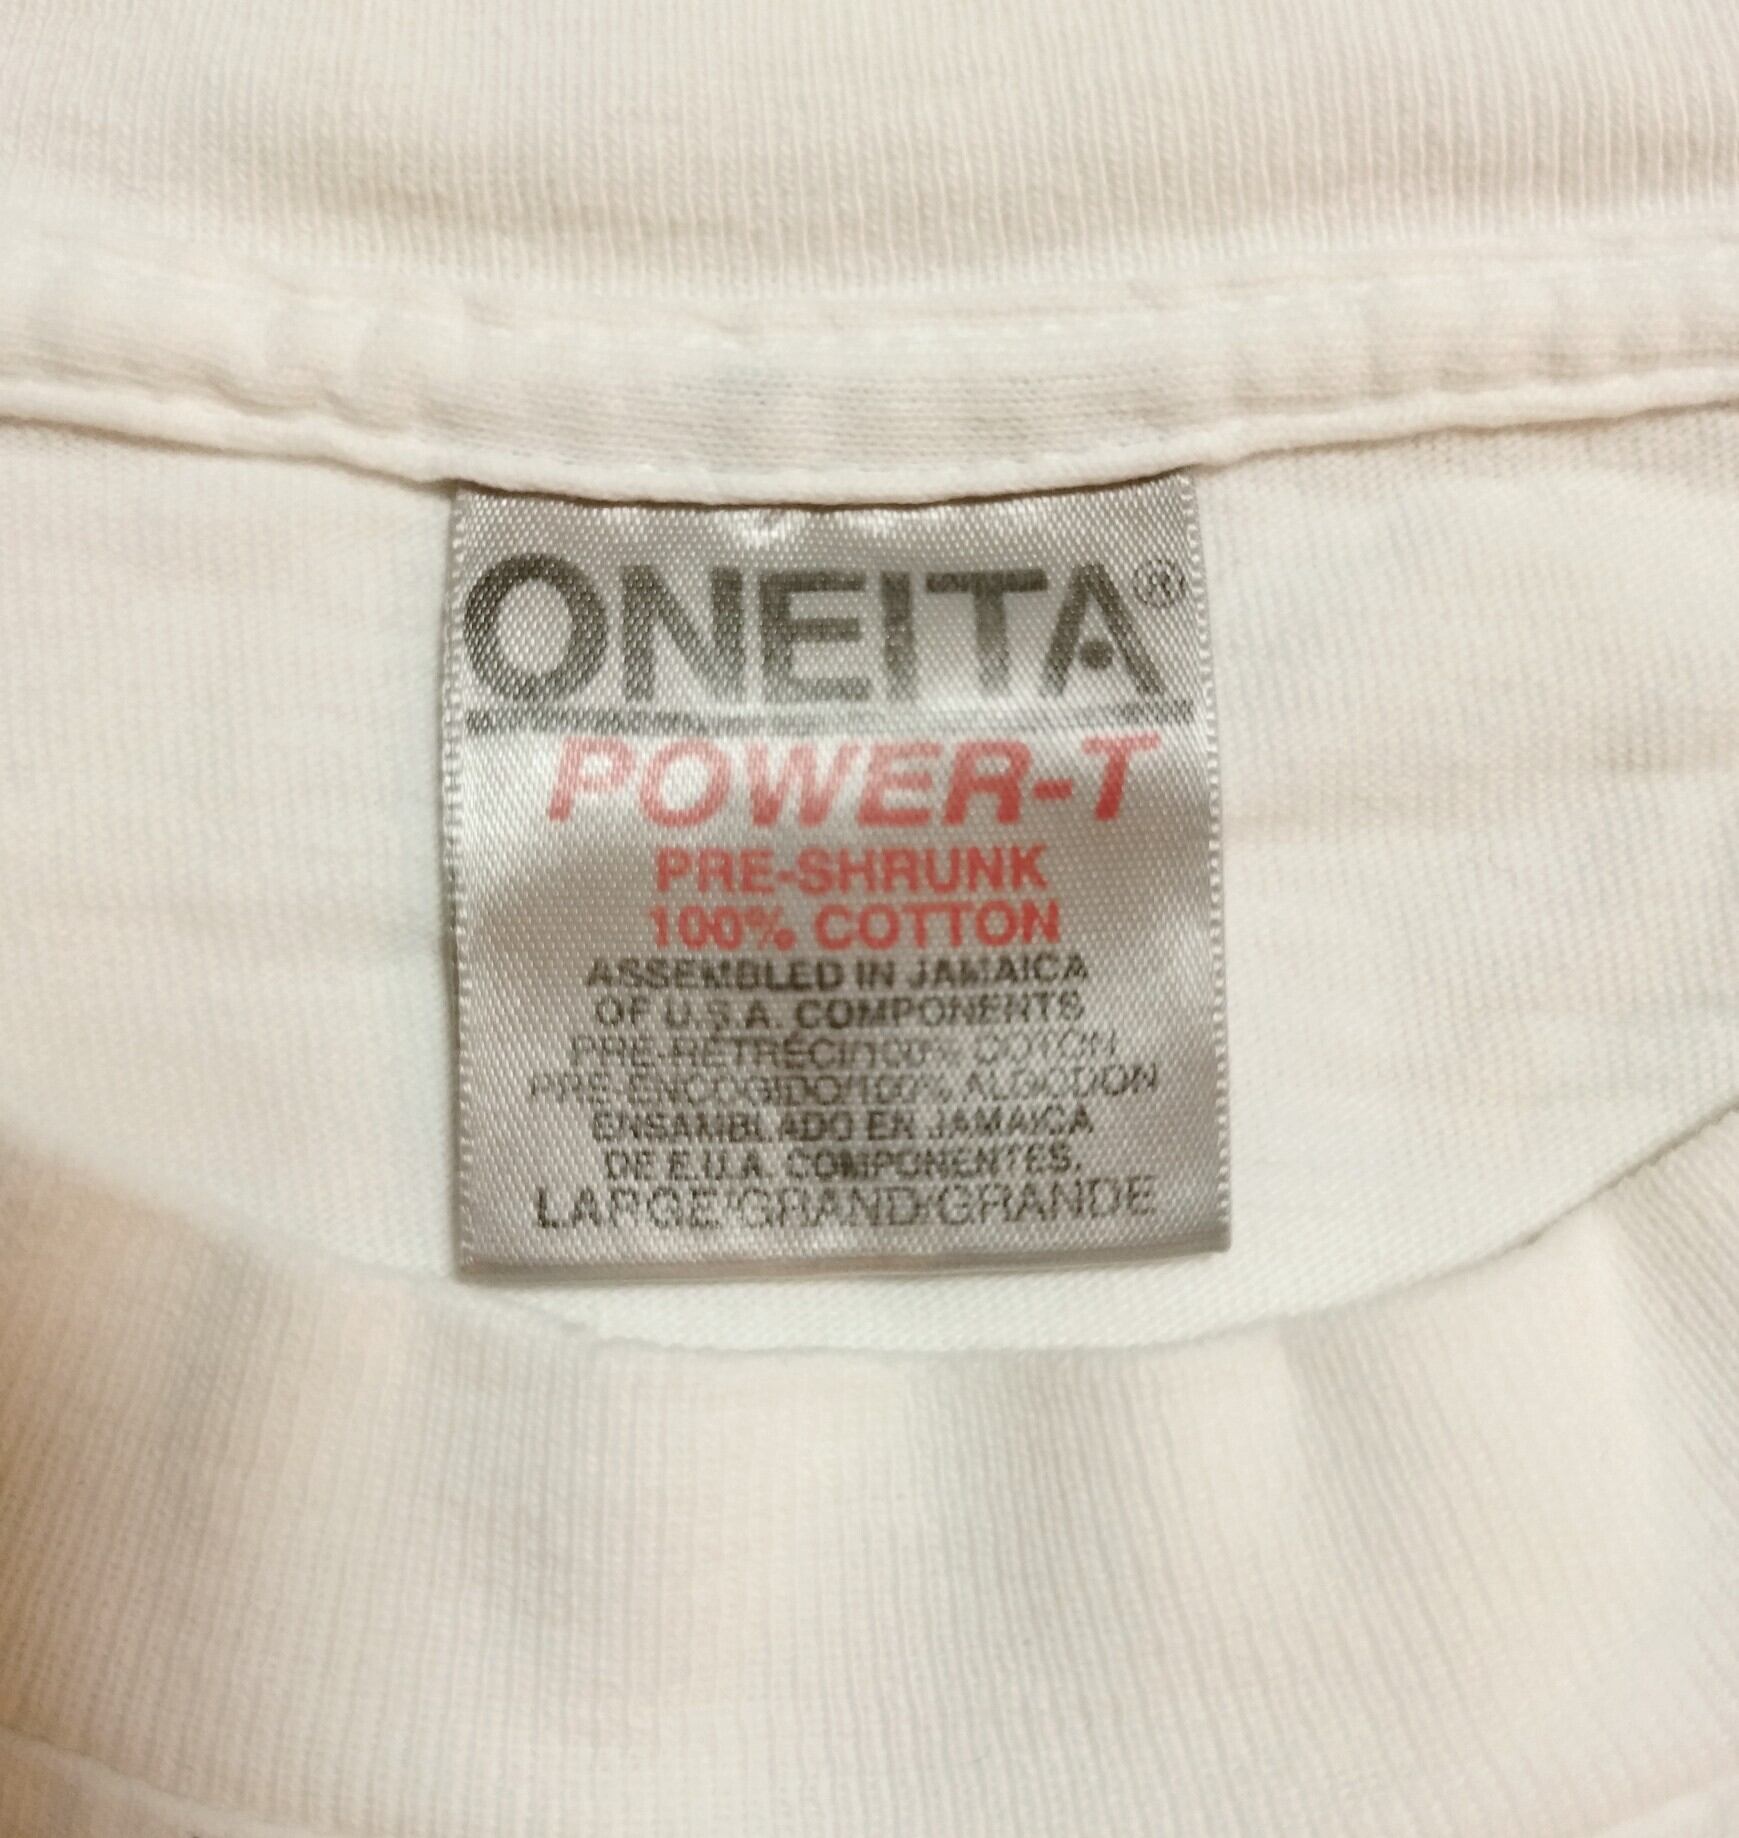 ONEITA®
POWER-T
PRE-SHRUNK
100% COTTON
ASSEMBLED IN JAMAICA
OF U.S.A. COMPONENTS
PRÉ-RÉTRÉCI/100% COTON
PRE-ENCOGIDO/100% ALGODON
ENSAMBLADO EN JAMAICA
DE E.U.A. COMPONENTES.
LARGE/GRAND/GRANDE